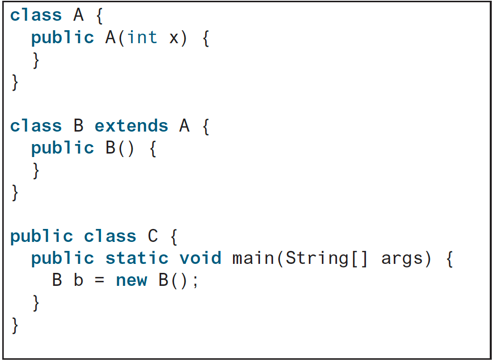 class A {
  public A(int x) {
  }
}

class B extends A {
  public B() {
  }
}

public class C {
  public static void main(String[] args) {
    B b = new B();
  }
}